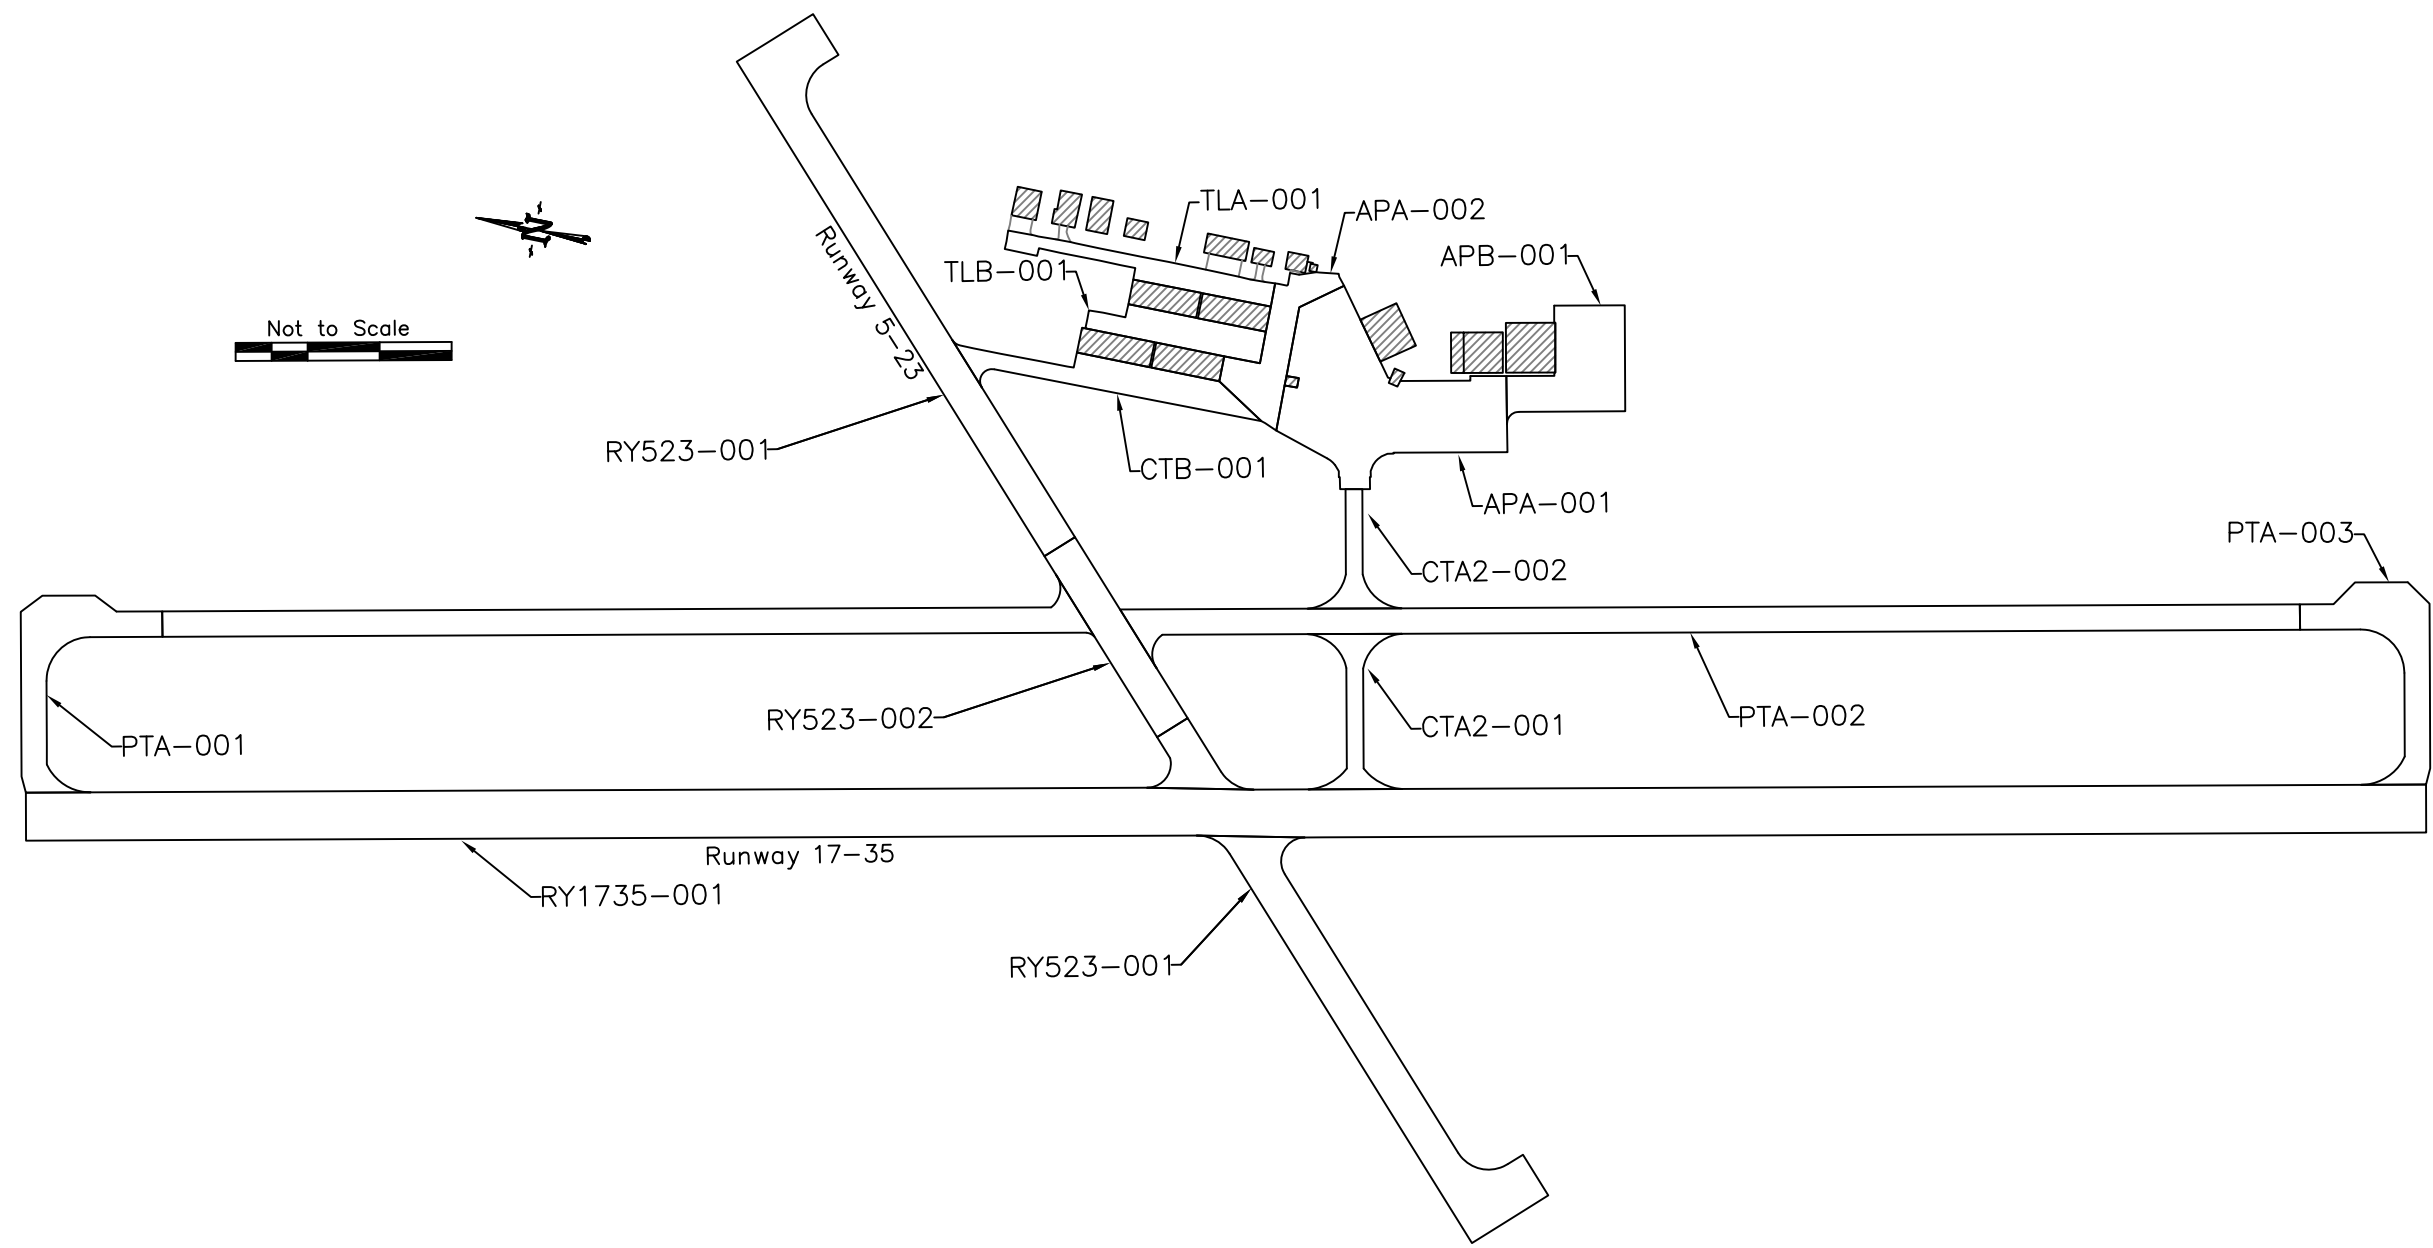 TLA-001
APA-002
APB-001
TLB-001
Runway 5-23
Z
Not to Scale
RY523-001
CTB-001
APA-001
PTA-003
CTA2-002
RY523-002
PTA-002
CTA2-001
PTA-001
Runway 17-35
RY1735-001
RY523-001